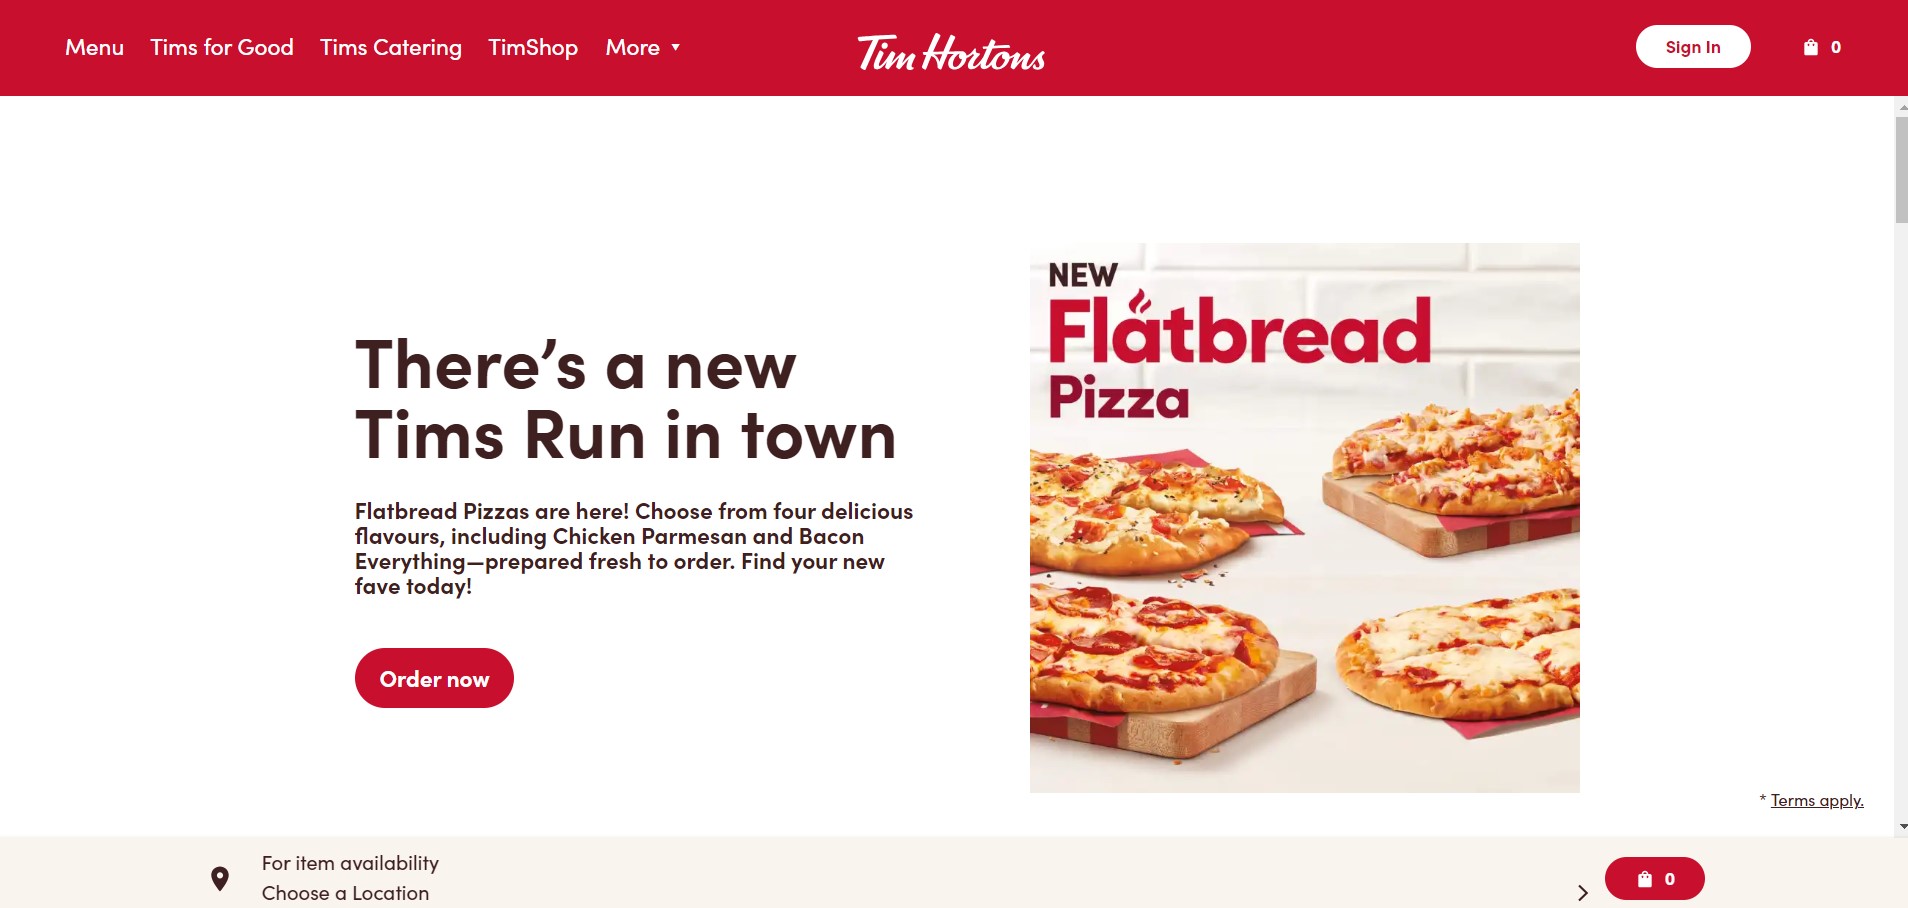 Menu Tims for Good Tims Catering TimShop More
Tim Hortons
Sign In
0
There’s a new
Tims Run in town
Flatbread Pizzas are here! Choose from four delicious
flavours, including Chicken Parmesan and Bacon
Everything—prepared fresh to order. Find your new
fave today!
Order now
NEW
Flatbread
Pizza
* Terms apply.
For item availability
Choose a Location
0